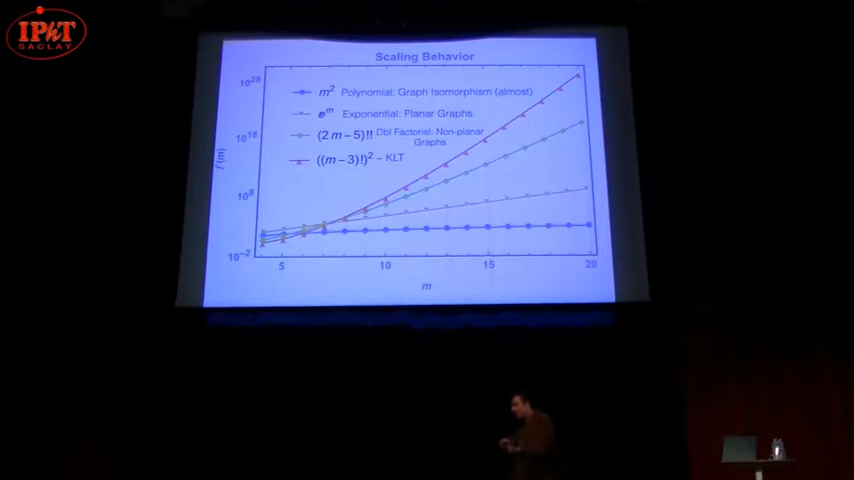 IPhT
SACLAY
Scaling Behavior
10^28
m^2 Polynomial: Graph Isomorphism (almost)
e^m Exponential: Planar Graphs
10^18
(2 m – 5)!! Dbl Factorial: Non-planar
Graphs
((m – 3)!)^2 – KLT
f(m)
10^8
10^-2
5 10 15 20
m